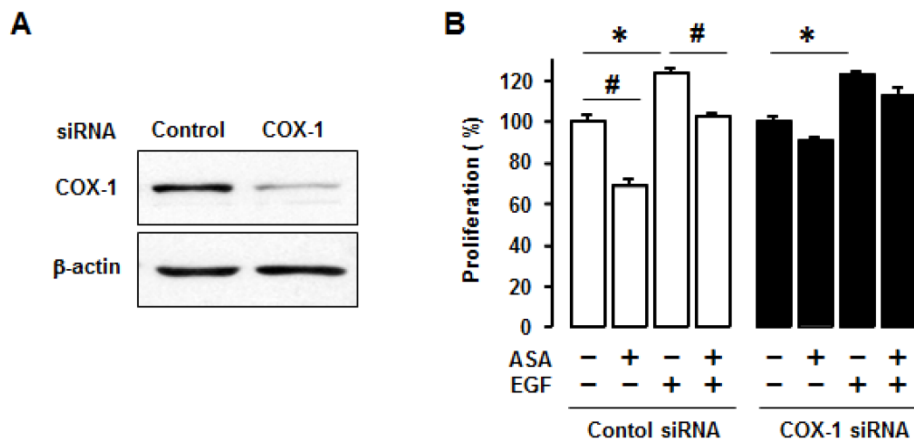 A
siRNA Control COX-1
COX-1
β-actin
B
* # *
#
Proliferation ( %)
120
100
80
60
40
20
0
ASA − + − + − + − +
EGF − − + + − − + +
Contol siRNA COX-1 siRNA